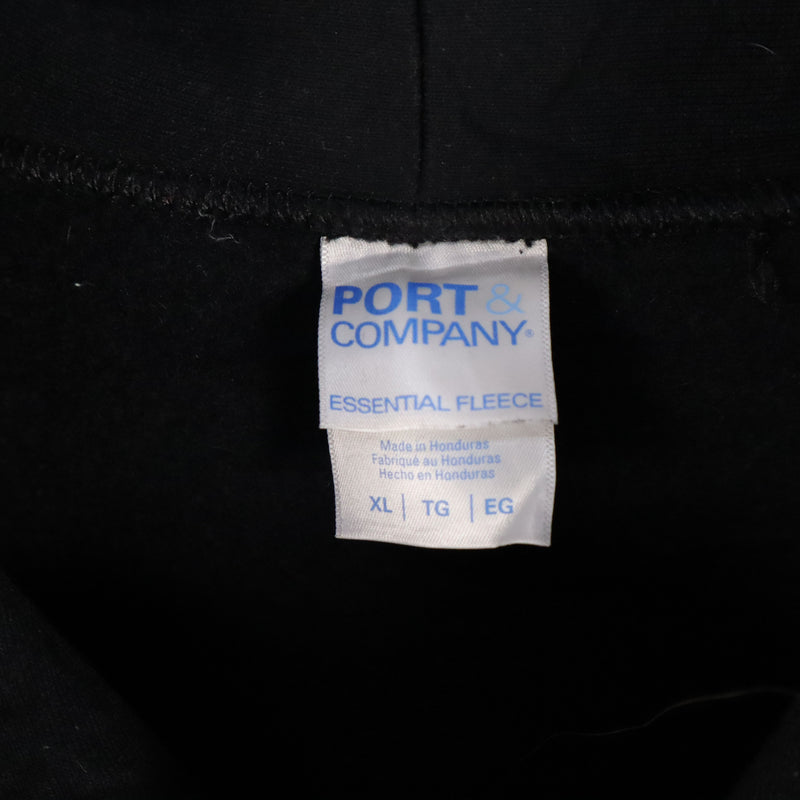 PORT &
COMPANY®
ESSENTIAL FLEECE
Made in Honduras
Fabriqué au Honduras
Hecho en Honduras
XL | TG | EG